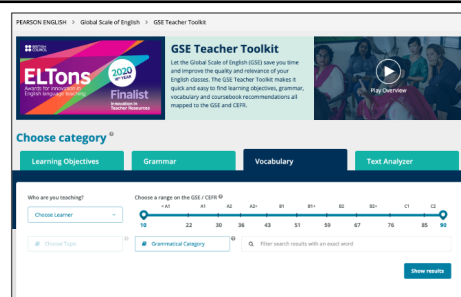 PEARSON ENGLISH > Global Scale of English > GSE Teacher Toolkit
BRITISH COUNCIL
ELTons
Awards for innovation in
English language teaching
2020
Finalist
Innovation in
Teacher Resources
GSE Teacher Toolkit
Let the Global Scale of English (GSE) save you time
and improve the quality and relevance of your
English classes. The GSE Teacher Toolkit makes it
quick and easy to find learning objectives, grammar,
vocabulary and coursebook recommendations all
mapped to the GSE and CEFR.
Play Overview
Choose category
Learning Objectives Grammar Vocabulary Text Analyzer
Who are you teaching? Choose a range on the GSE / CEFR
<A1 A1 A2 A2+ B1 B1+ B2 B2+ C1 C2
Choose Learner
10 22 30 36 43 51 59 67 76 85 90
Choose Topic Grammatical Category Filter search results with an exact word
Show results